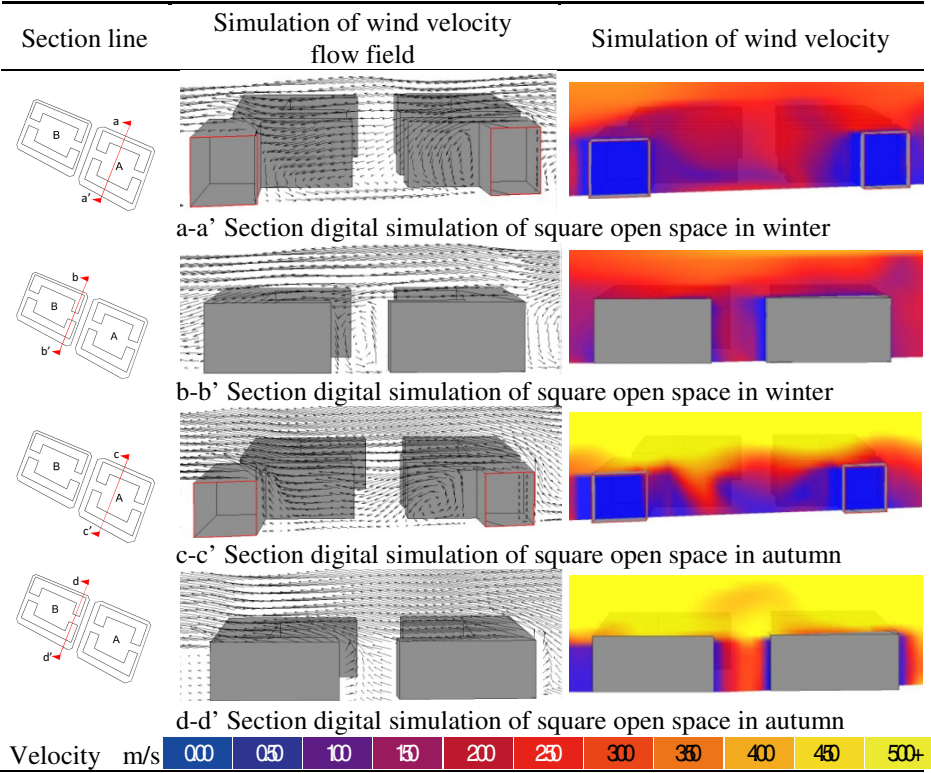 Section line
Simulation of wind velocity
flow field
Simulation of wind velocity
a
B
A
a'
a-a' Section digital simulation of square open space in winter
b
B
A
b'
b-b' Section digital simulation of square open space in winter
c
B
A
c'
c-c' Section digital simulation of square open space in autumn
d
B
A
d'
d-d' Section digital simulation of square open space in autumn
Velocity m/s 0.00 0.50 1.00 1.50 2.00 2.50 3.00 3.50 4.00 4.50 5.00+